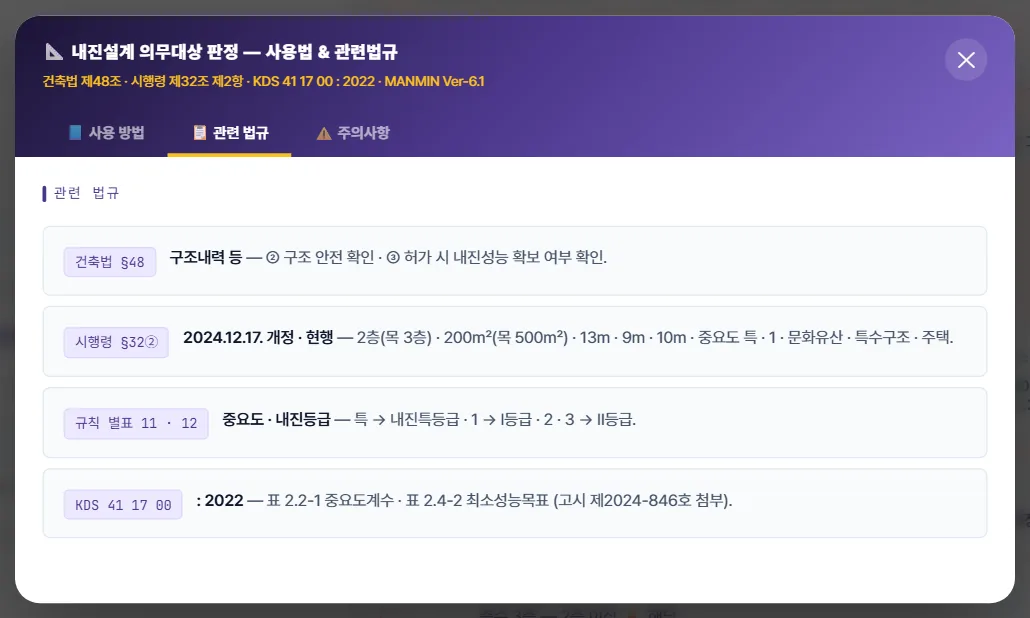 내진설계 의무대상 판정 — 사용법 & 관련법규
건축법 제48조 · 시행령 제32조 제2항 · KDS 41 17 00 : 2022 · MANMIN Ver-6.1
사용 방법
관련 법규
주의사항
관련 법규
건축법 §48 구조내력 등 — ② 구조 안전 확인 · ③ 허가 시 내진성능 확보 여부 확인.
시행령 §32② 2024.12.17. 개정 · 현행 — 2층(목 3층) · 200m²(목 500m²) · 13m · 9m · 10m · 중요도 특 · 1 · 문화유산 · 특수구조 · 주택.
규칙 별표 11 · 12 중요도 · 내진등급 — 특 → 내진특등급 · 1 → I등급 · 2 · 3 → II등급.
KDS 41 17 00 : 2022 — 표 2.2-1 중요도계수 · 표 2.4-2 최소성능목표 (고시 제2024-846호 첨부).